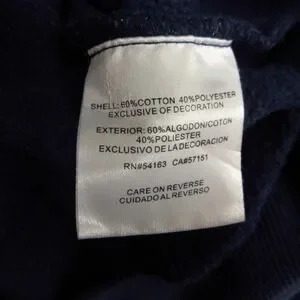 SHELL: 60%COTTON 40%POLYESTER
EXCLUSIVE OF DECORATION
EXTERIOR: 60%ALGODON/COTON
40%POLIESTER
EXCLUSIVO DE LA DECORACION
RN#54163 CA#57151
CARE ON REVERSE
CUIDADO AL REVERSO